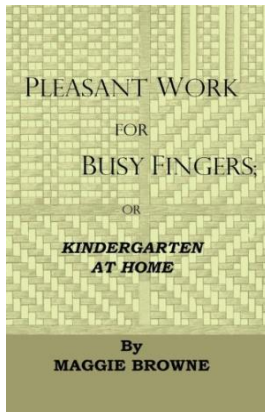 PLEASANT WORK
FOR
BUSY FINGERS;
OR
KINDERGARTEN
AT HOME
By
MAGGIE BROWNE